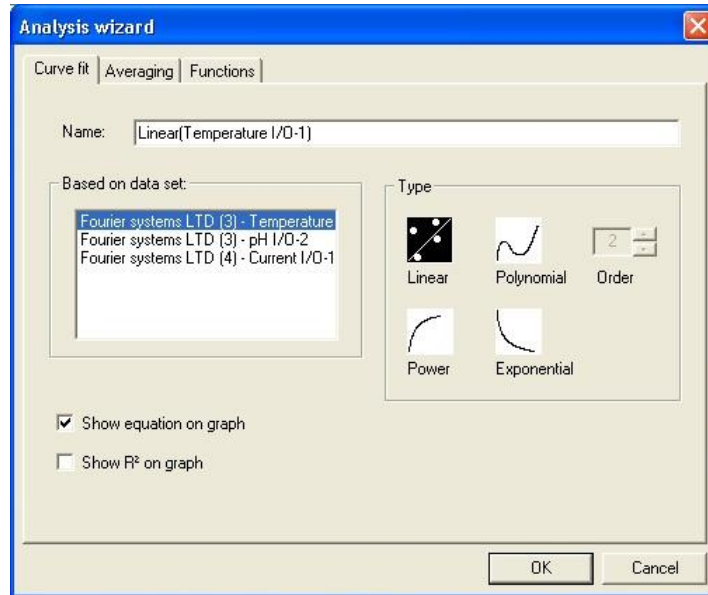 Analysis wizard
Curve fit Averaging Functions
Name: Linear(Temperature I/O-1)
Based on data set:
Fourier systems LTD (3) - Temperature
Fourier systems LTD (3) - pH I/O-2
Fourier systems LTD (4) - Current I/O-1
Type
2
Linear Polynomial Order
Power Exponential
Show equation on graph
Show R² on graph
OK Cancel